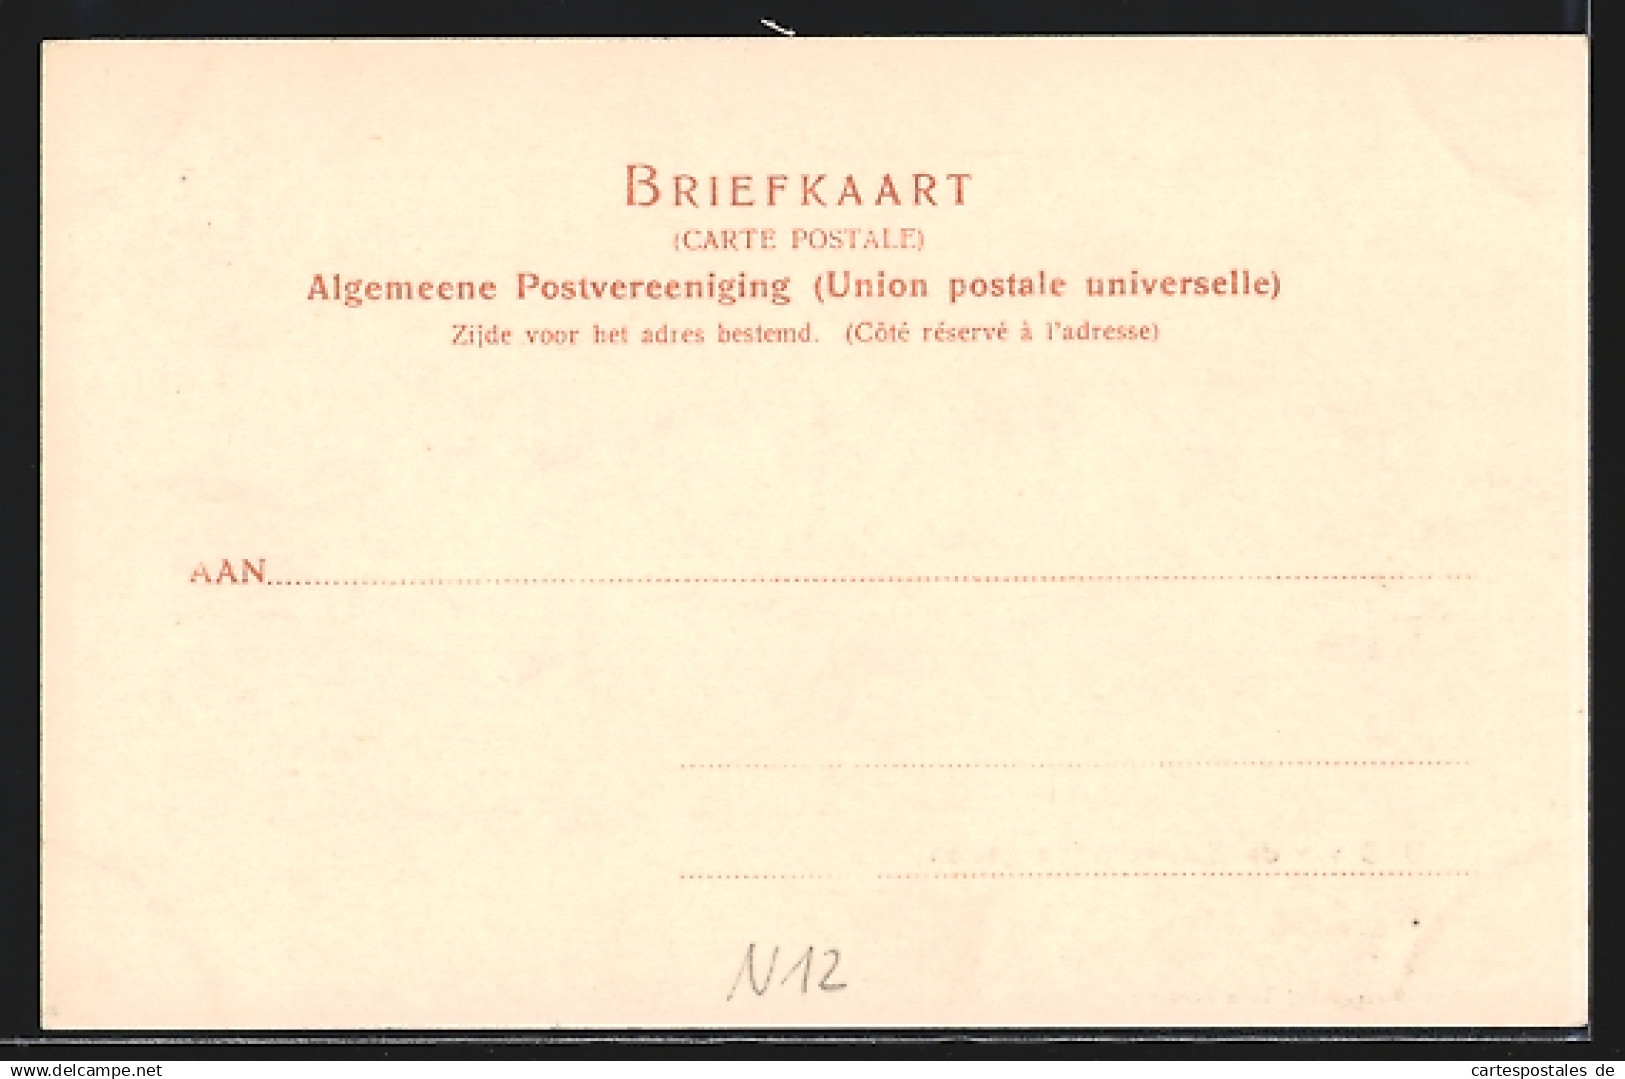 BRIEFKAART
(CARTE POSTALE)
Algemeene Postvereeniging (Union postale universelle)
Zijde voor het adres bestemd. (Côté réservé à l'adresse)
AAN
N12
www.delcampe.net
cartespostales de